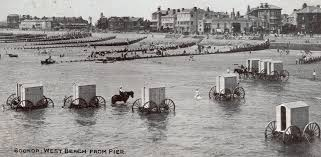 BOGNOR. WEST BEACH FROM PIER.